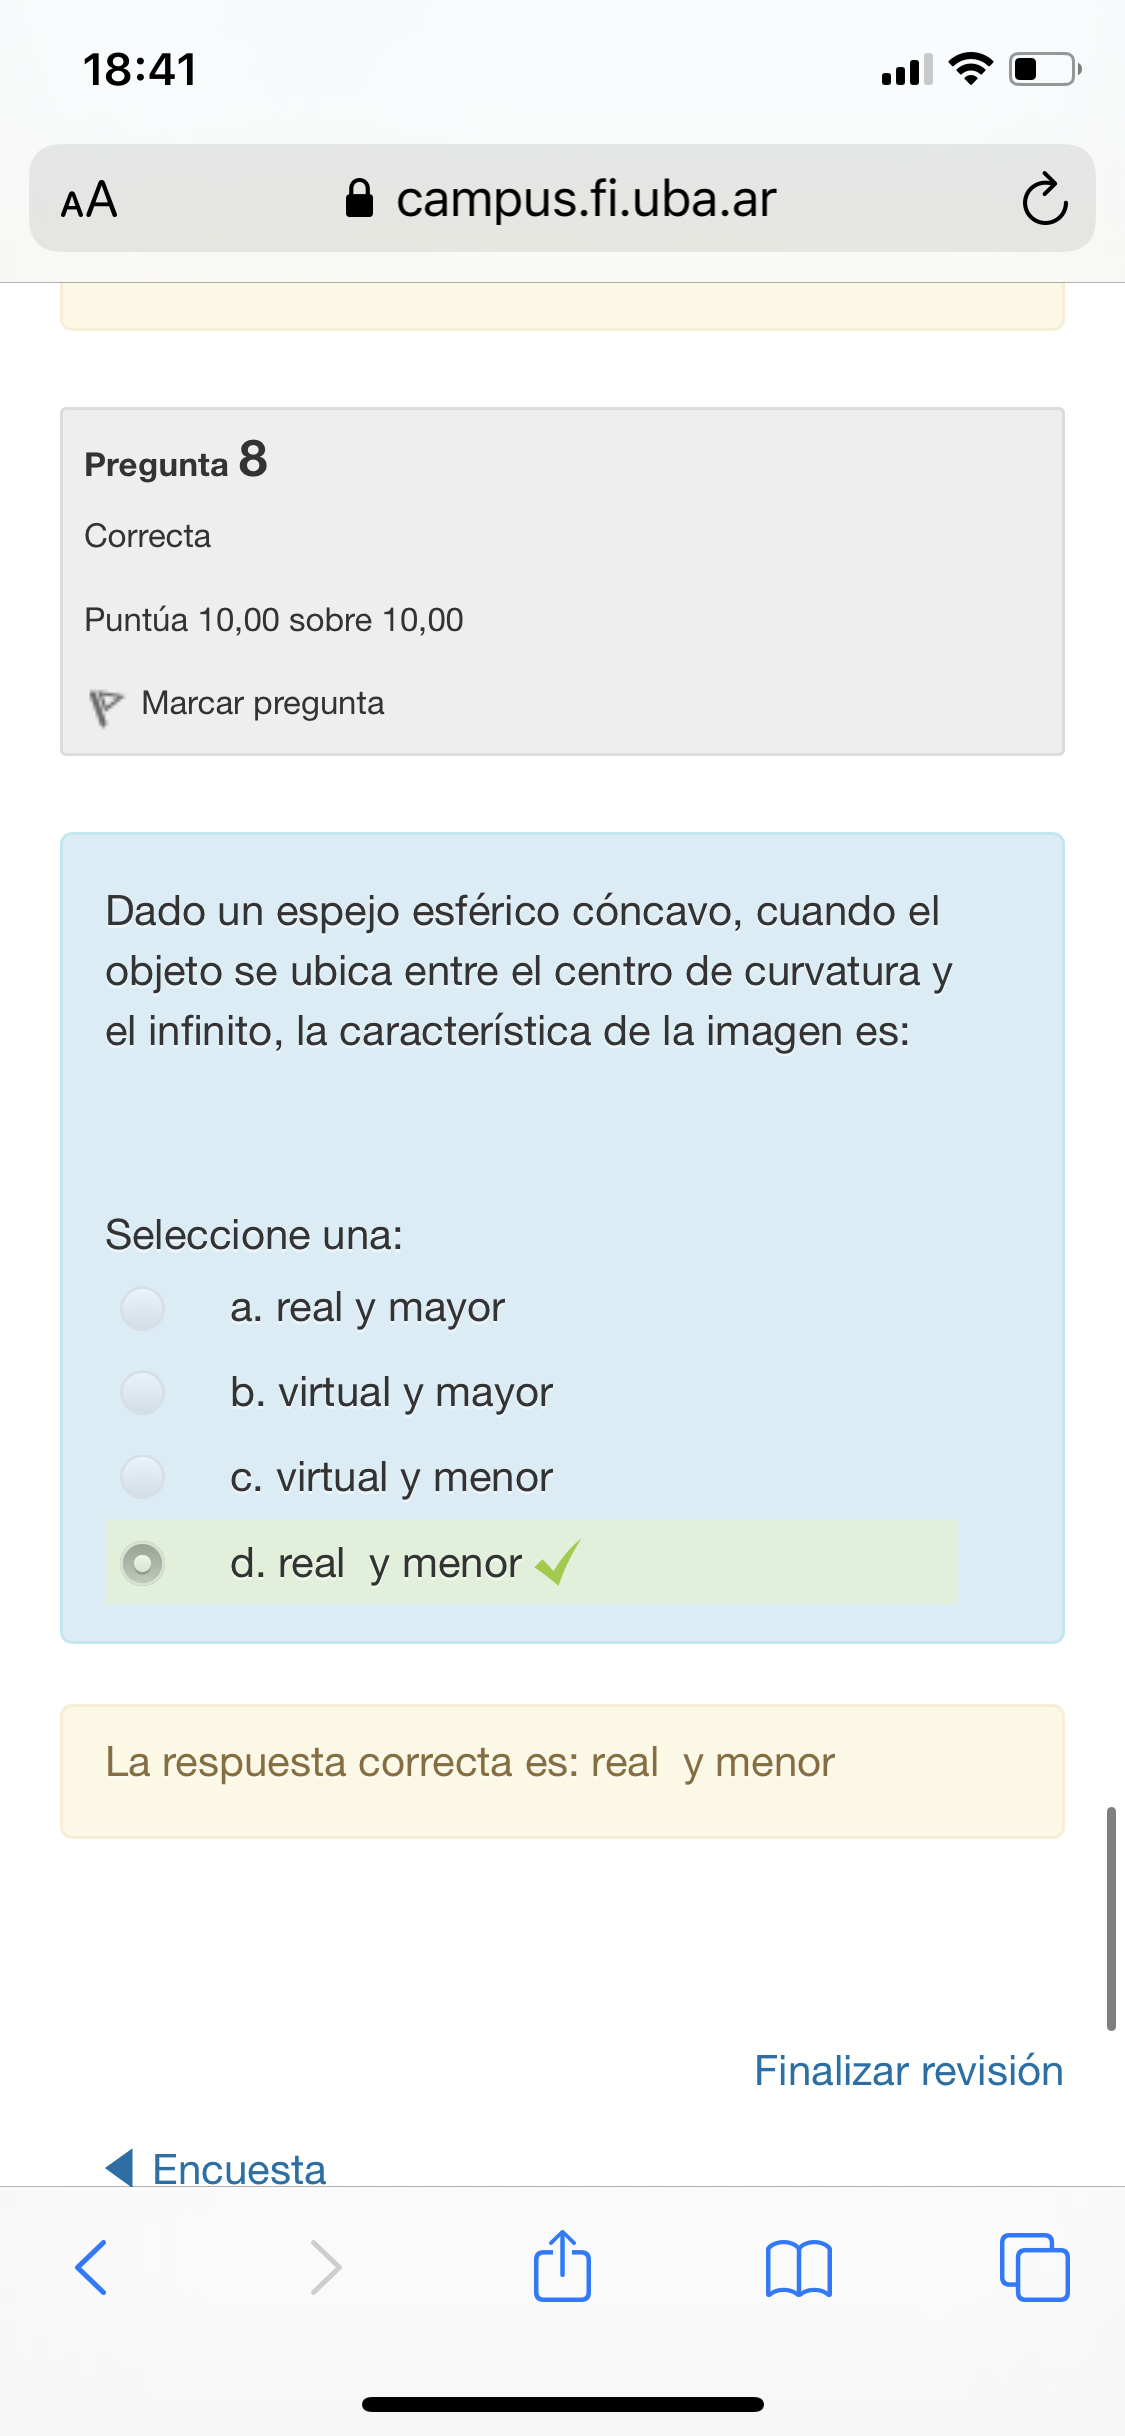 18:41
AA campus.fi.uba.ar
Pregunta 8
Correcta
Puntúa 10,00 sobre 10,00
Marcar pregunta
Dado un espejo esférico cóncavo, cuando el
objeto se ubica entre el centro de curvatura y
el infinito, la característica de la imagen es:
Seleccione una:
a. real y mayor
b. virtual y mayor
c. virtual y menor
d. real  y menor
La respuesta correcta es: real  y menor
Finalizar revisión
Encuesta